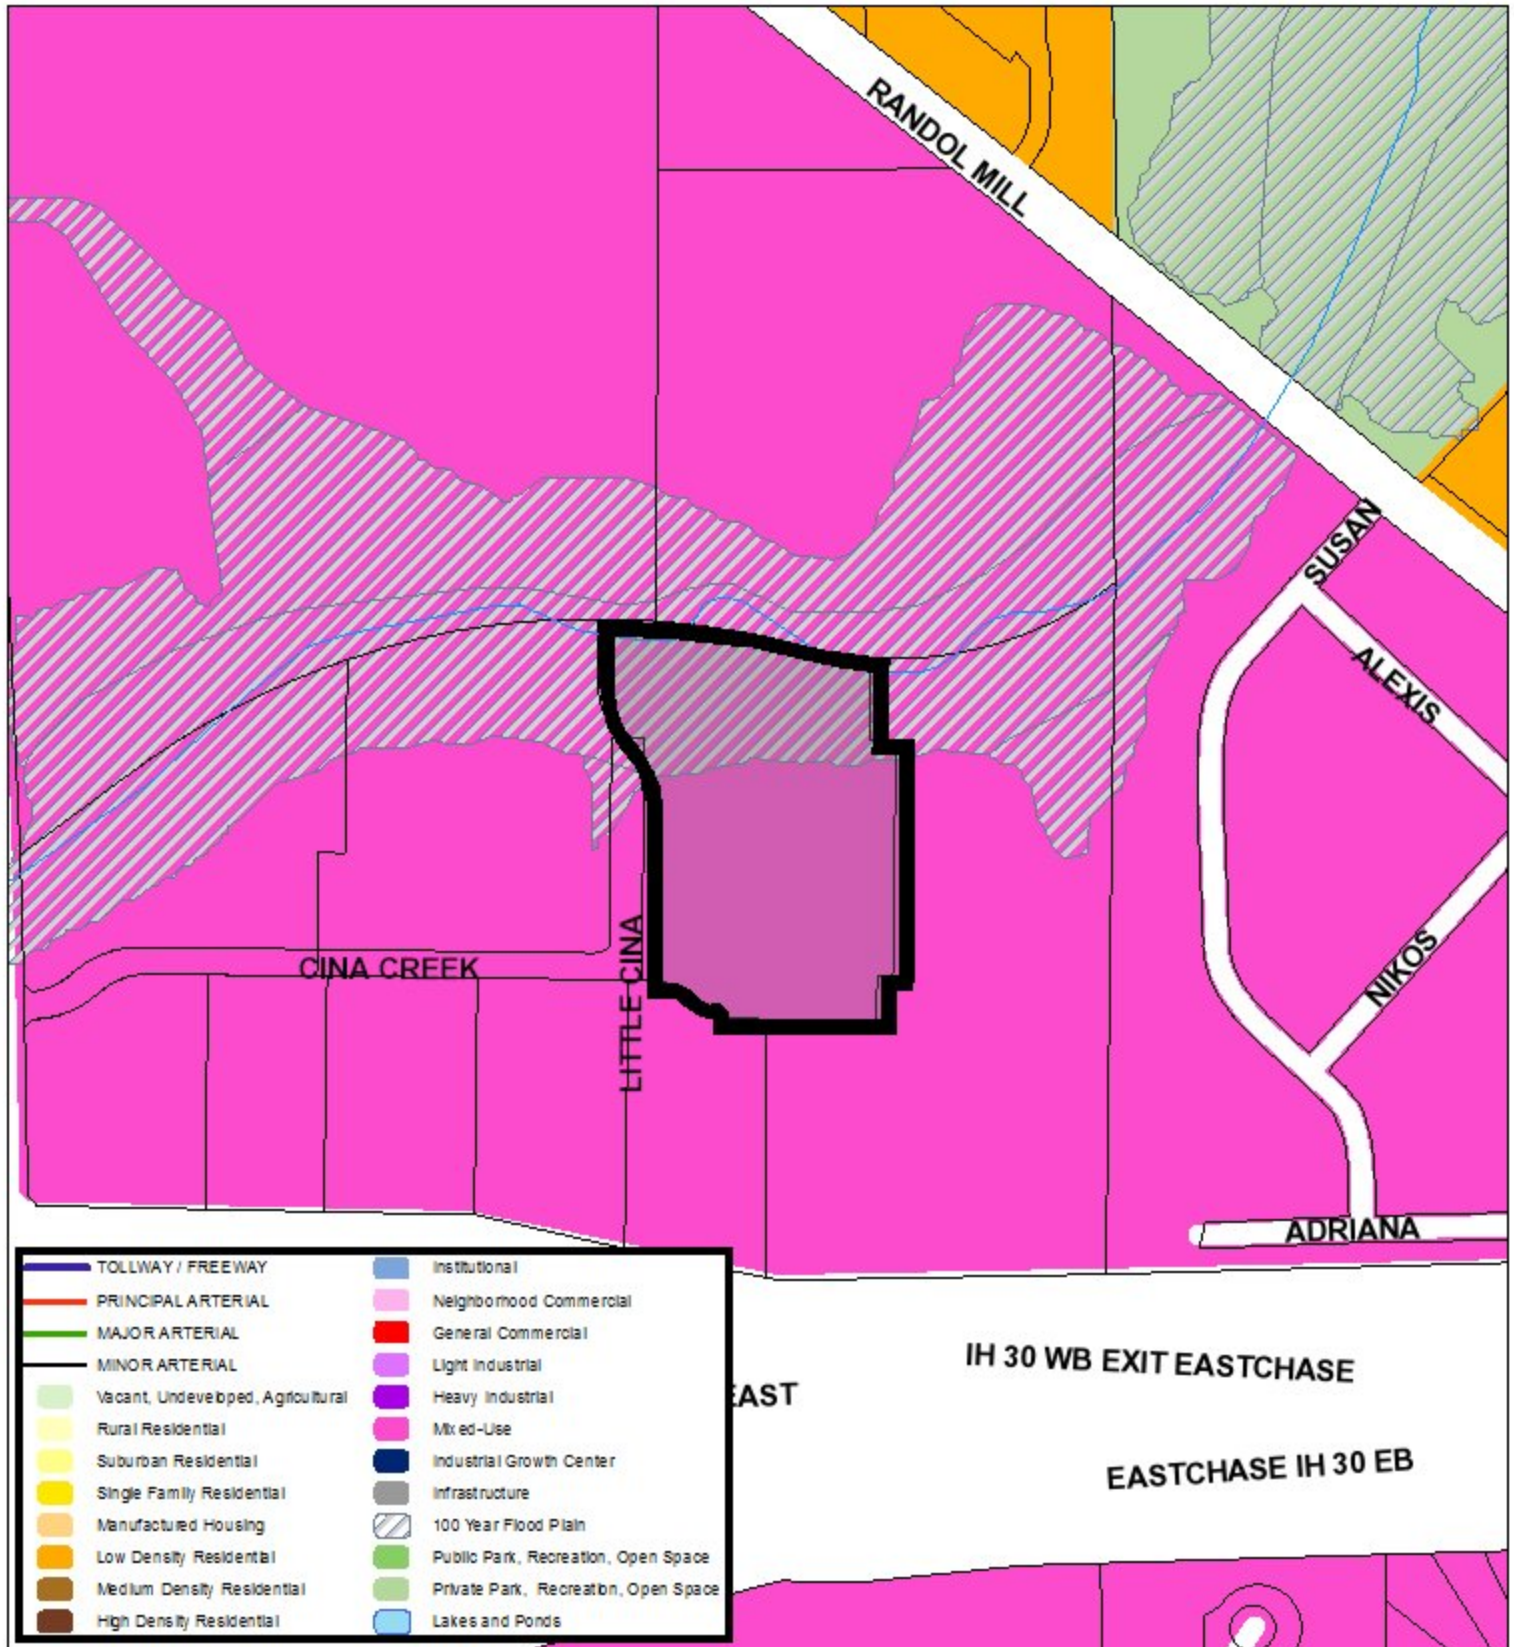 RANDOL MILL
SUSAN
ALEXIS
NIKOS
CINA CREEK
LITTLE CINA
ADRIANA
TOLLWAY / FREEWAY
PRINCIPAL ARTERIAL
MAJOR ARTERIAL
MINOR ARTERIAL
Vacant, Undeveloped, Agricultural
Rural Residential
Suburban Residential
Single Family Residential
Manufactured Housing
Low Density Residential
Medium Density Residential
High Density Residential
Institutional
Neighborhood Commercial
General Commercial
Light Industrial
Heavy Industrial
Mixed-Use
Industrial Growth Center
Infrastructure
100 Year Flood Plain
Public Park, Recreation, Open Space
Private Park, Recreation, Open Space
Lakes and Ponds
EAST
IH 30 WB EXIT EASTCHASE
EASTCHASE IH 30 EB